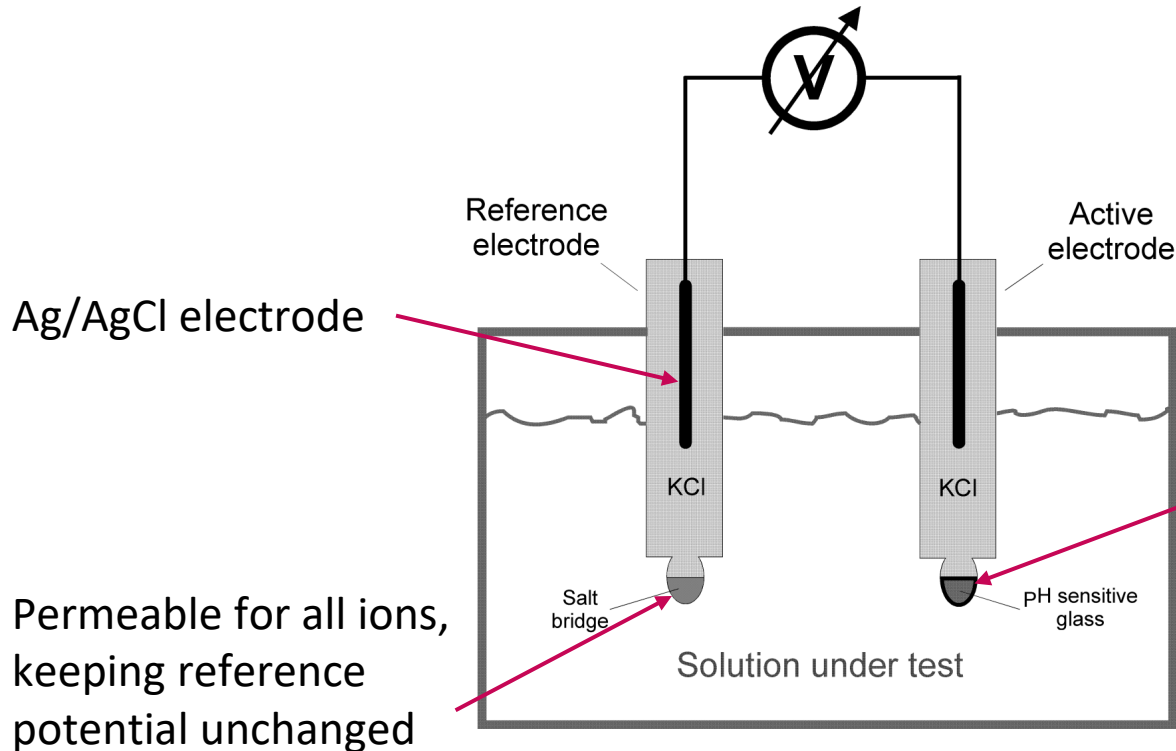 V
Reference
electrode
Active
electrode
Ag/AgCl electrode
KCl
KCl
Salt
bridge
PH sensitive
glass
Permeable for all ions,
keeping reference
potential unchanged
Solution under test